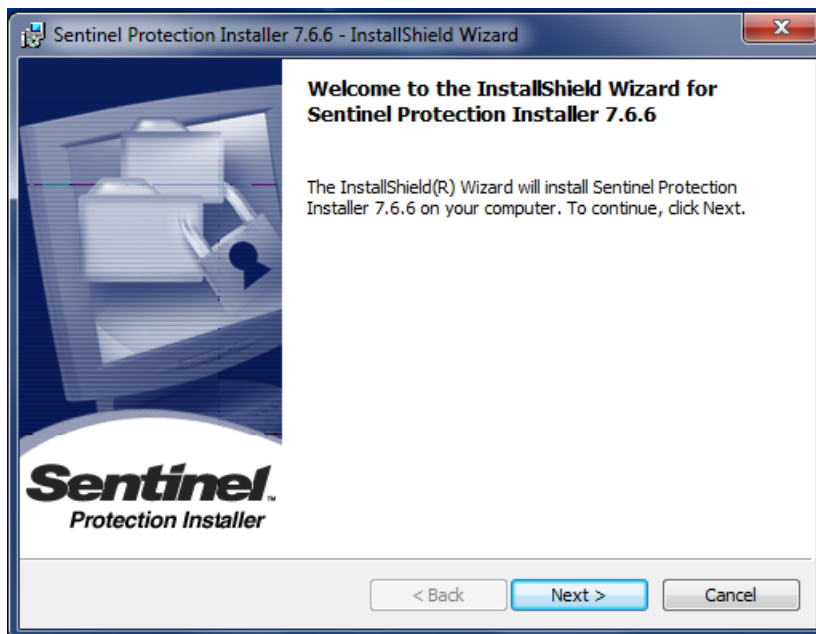 Sentinel Protection Installer 7.6.6 - InstallShield Wizard
Welcome to the InstallShield Wizard for
Sentinel Protection Installer 7.6.6
The InstallShield(R) Wizard will install Sentinel Protection
Installer 7.6.6 on your computer. To continue, click Next.
Sentinel™
Protection Installer
< Back Next > Cancel